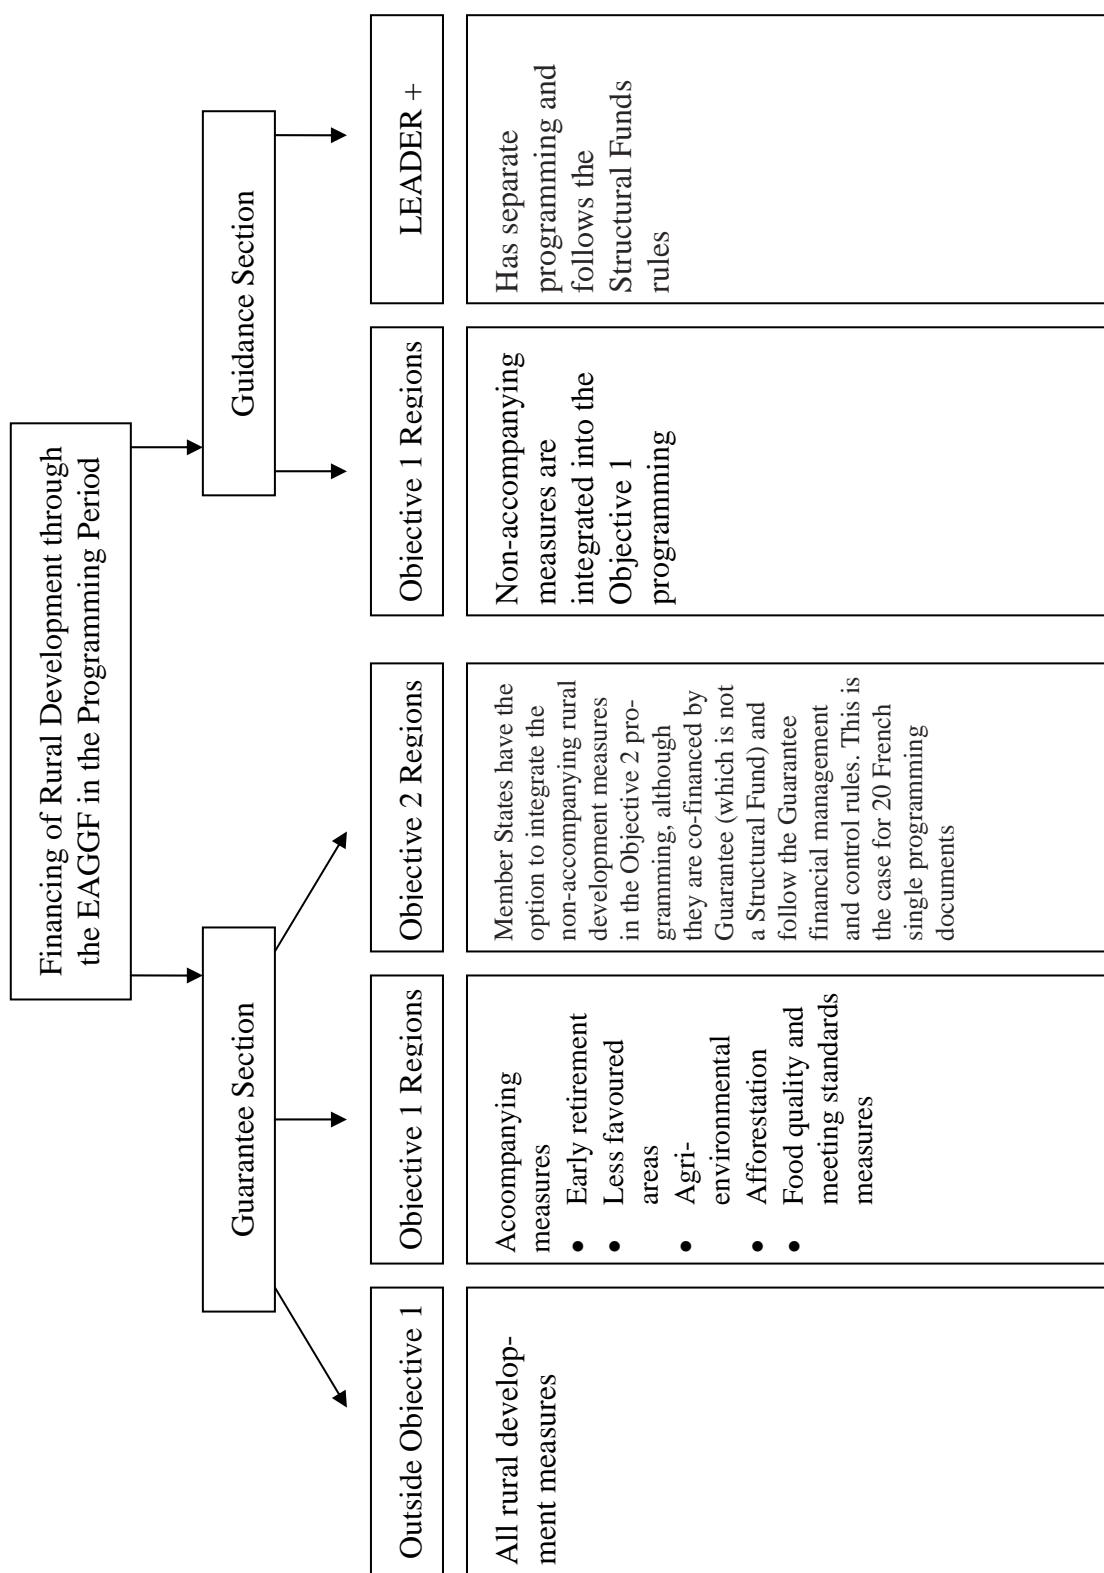 Financing of Rural Development through
the EAGGF in the Programming Period
Guarantee Section
Guidance Section
Outside Objective 1
Objective 1 Regions
Objective 2 Regions
Objective 1 Regions
LEADER +
All rural develop-
ment measures
Acoompanying
measures
• Early retirement
• Less favoured
areas
• Agri-
environmental
• Afforestation
• Food quality and
meeting standards
measures
Member States have the
option to integrate the
non-accompanying rural
development measures
in the Objective 2 pro-
gramming, although
they are co-financed by
Guarantee (which is not
a Structural Fund) and
follow the Guarantee
financial management
and control rules. This is
the case for 20 French
single programming
documents
Non-accompanying
measures are
integrated into the
Objective 1
programming
Has separate
programming and
follows the
Structural Funds
rules